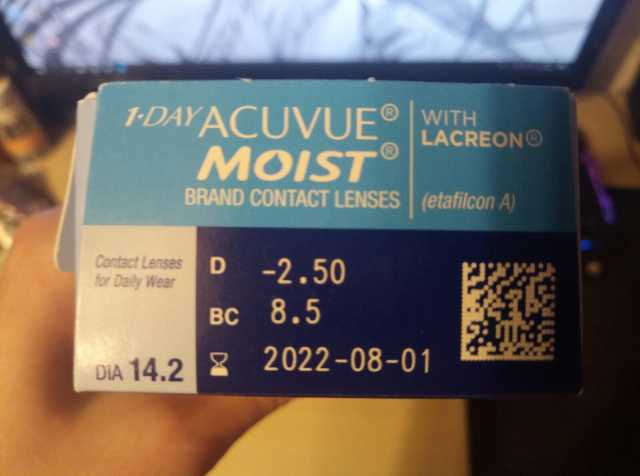 1·DAY ACUVUE®
MOIST®
BRAND CONTACT LENSES
WITH
LACREON®
(etafilcon A)
Contact Lenses
for Daily Wear
DIA 14.2
D -2.50
BC 8.5
2022-08-01